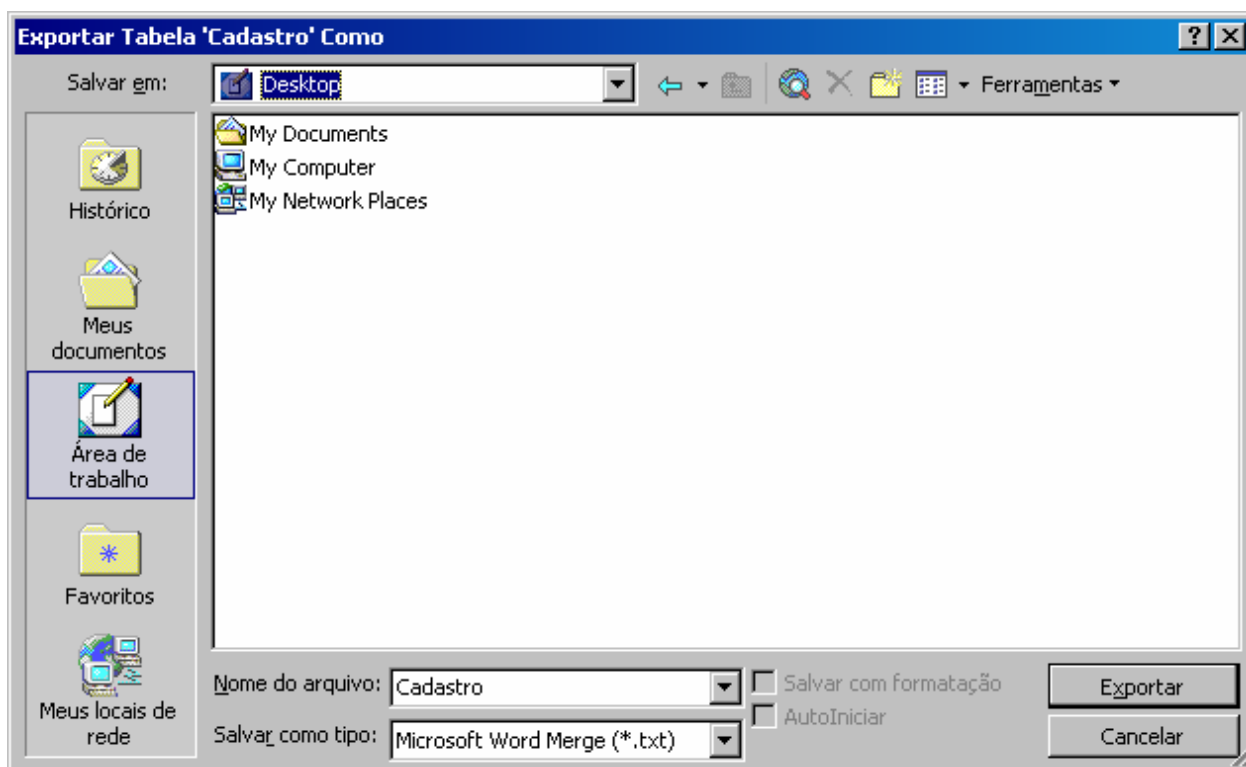 Exportar Tabela 'Cadastro' Como
Salvar em:
Desktop
Ferramentas
Histórico
Meus
documentos
Área de
trabalho
Favoritos
Meus locais de
rede
My Documents
My Computer
My Network Places
Nome do arquivo:
Cadastro
Salvar com formatação
Exportar
AutoIniciar
Salvar como tipo:
Microsoft Word Merge (*.txt)
Cancelar